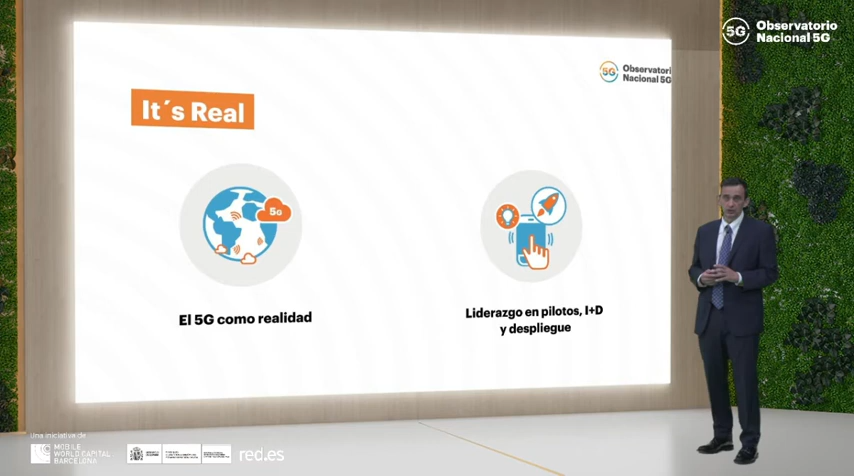 5G Observatorio
Nacional 5G
5G Observatori
Nacional 5G
It´s Real
5G
El 5G como realidad
Liderazgo en pilotos, I+D
y despliegue
Una iniciativa de
MOBILE
WORLD CAPITAL
BARCELONA
red.es